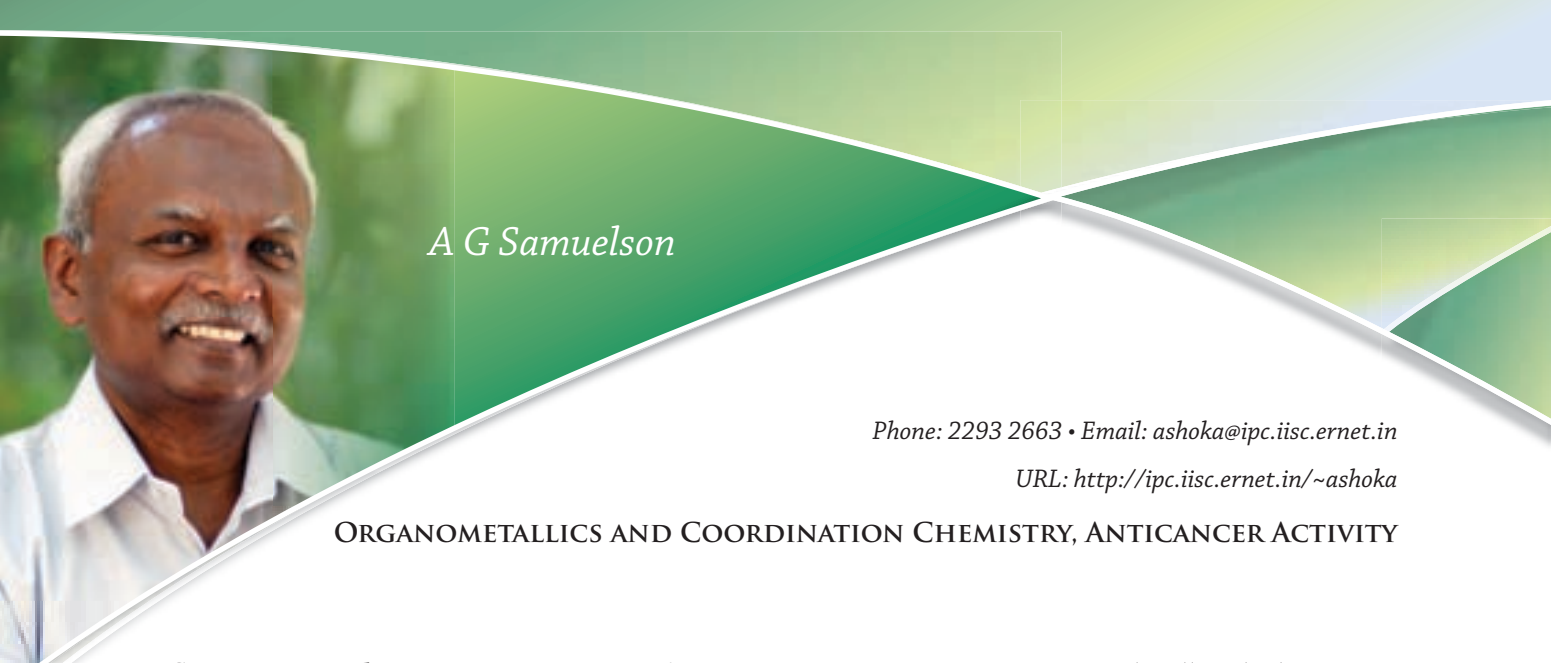 A G Samuelson
Phone: 2293 2663 • Email: ashoka@ipc.iisc.ernet.in
URL: http://ipc.iisc.ernet.in/~ashoka
Organometallics and Coordination Chemistry, Anticancer Activity